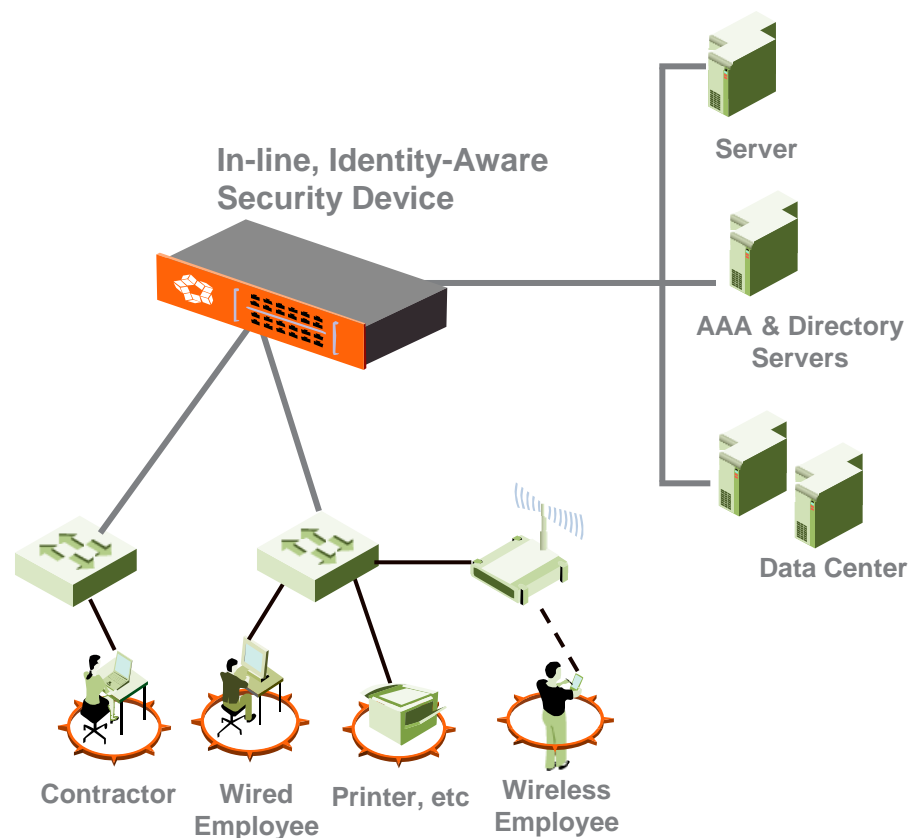 In-line, Identity-Aware
Security Device
Server
AAA & Directory
Servers
Data Center
Contractor
Wired
Employee
Printer, etc
Wireless
Employee